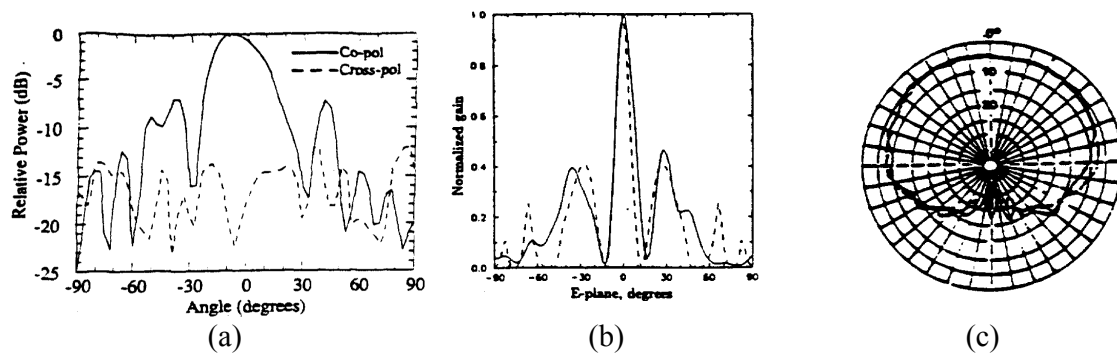 0
-5
-10
-15
-20
-25
Relative Power (dB)
Co-pol
Cross-pol
-90 -60 -30 0 30 60 90
Angle (degrees)
(a)
1.0
0.8
0.6
0.4
0.2
0.0
Normalized gain
-90 -60 -30 0 30 60 90
E-plane, degrees
(b)
0°
10
20
(c)